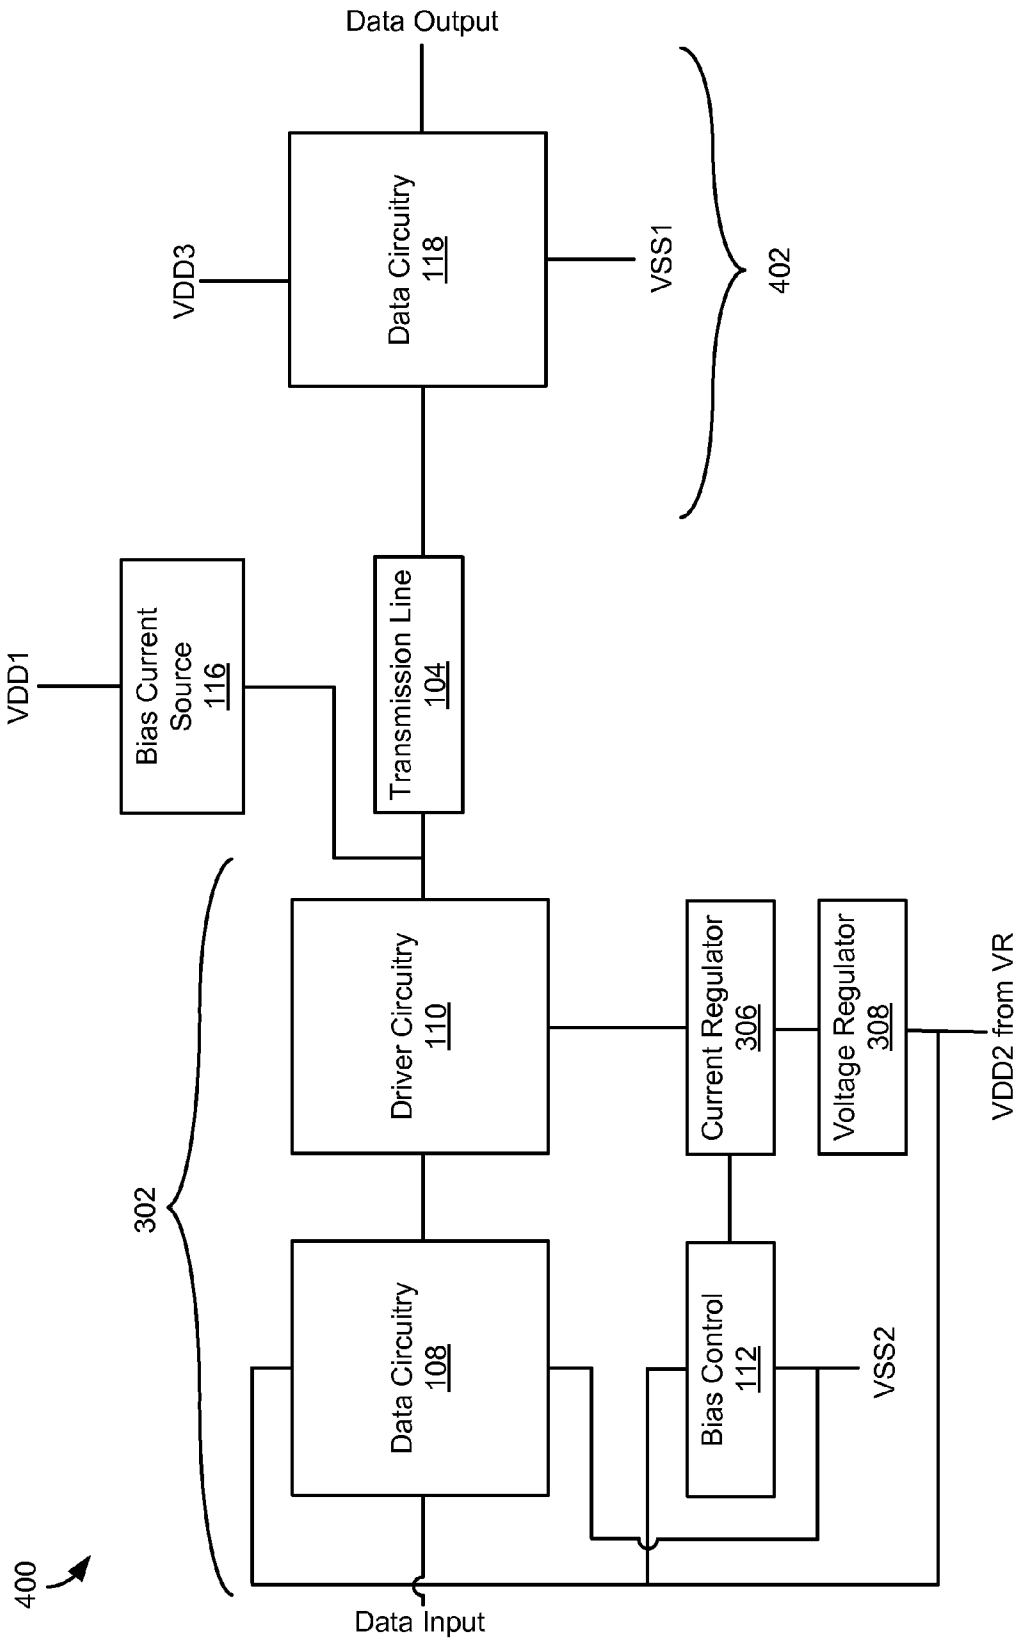 400
302
Data Input
Data Circuitry
108
Driver Circuitry
110
Bias Control
112
VSS2
Current Regulator
306
Voltage Regulator
308
VDD2 from VR
VDD1
Bias Current
Source
116
Transmission Line
104
VDD3
Data Circuitry
118
VSS1
402
Data Output